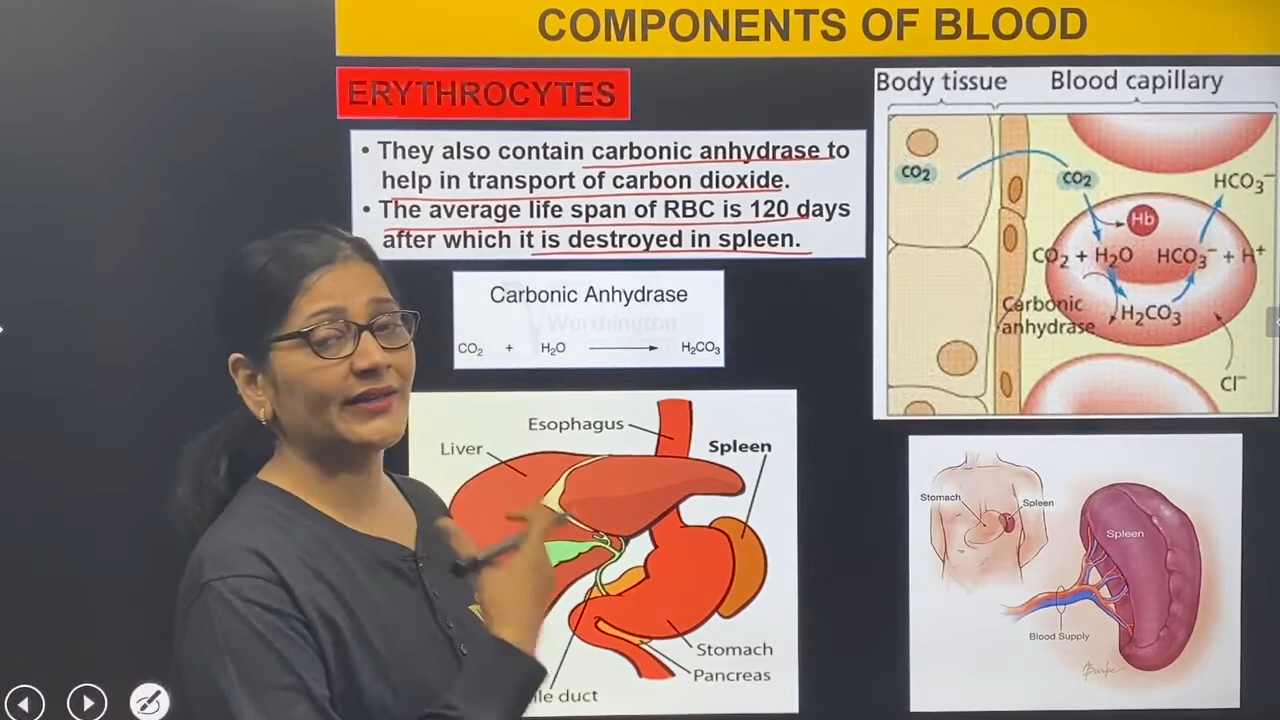 COMPONENTS OF BLOOD
ERYTHROCYTES
• They also contain carbonic anhydrase to
help in transport of carbon dioxide.
• The average life span of RBC is 120 days
after which it is destroyed in spleen.
Carbonic Anhydrase
Worthington
CO2 + H2O → H2CO3
Esophagus
Liver
Spleen
Stomach
Pancreas
ile duct
Body tissue
Blood capillary
CO2
CO2
HCO3⁻
Hb
CO2 + H2O HCO3⁻ + H⁺
Carbonic
anhydrase
H2CO3
Cl⁻
Stomach
Spleen
Spleen
Blood Supply